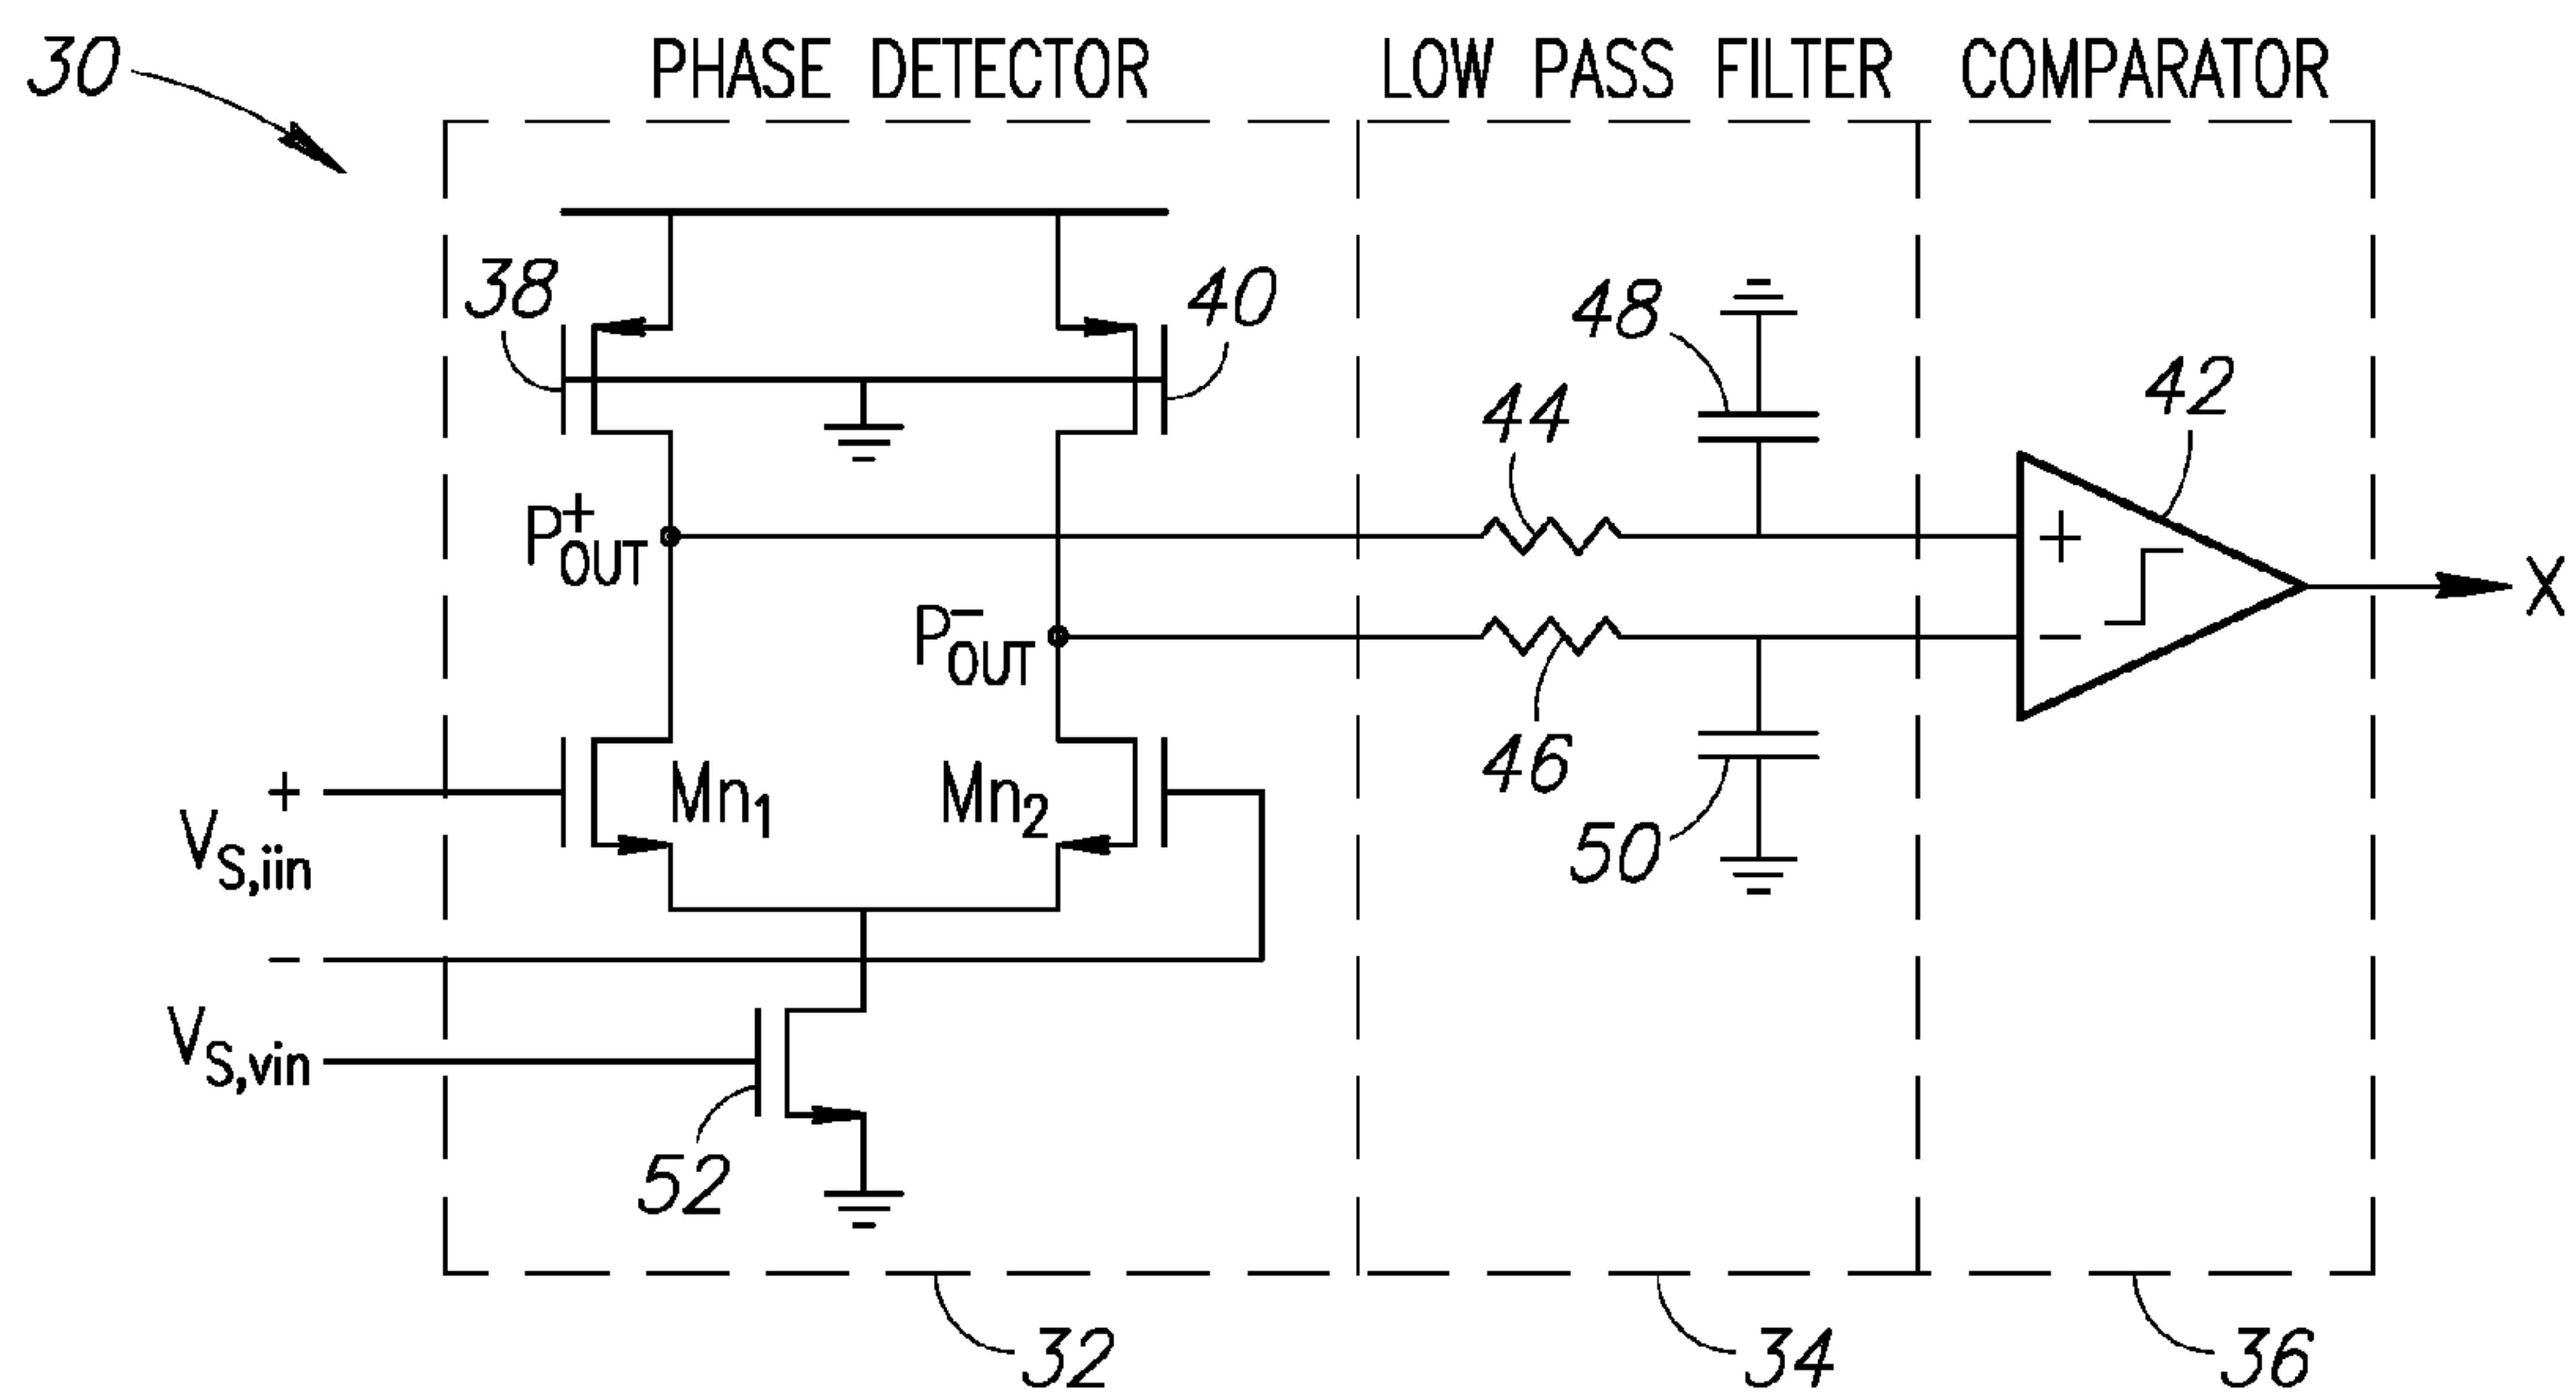 30
PHASE DETECTOR
LOW PASS FILTER
COMPARATOR
38
40
48
44
42
P+OUT
+
X
P-OUT
-
46
+
Mn1
Mn2
VS,iin
50
-
VS,vin
52
32
34
36